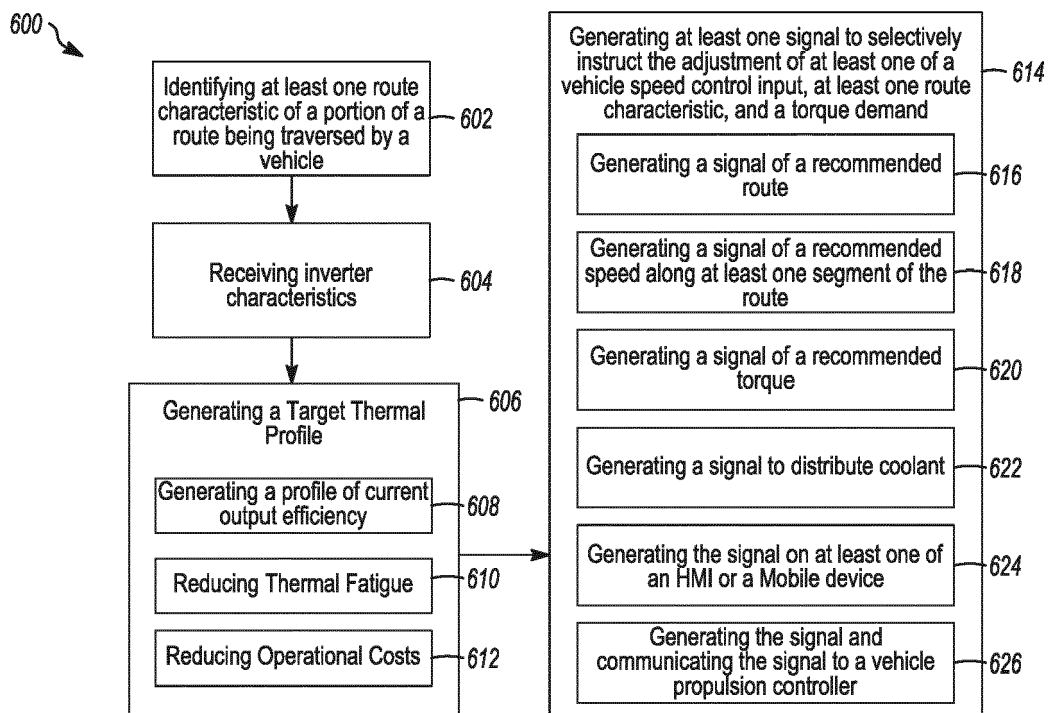 600
Identifying at least one route
characteristic of a portion of a
route being traversed by a
vehicle
602
Receiving inverter
characteristics
604
Generating a Target Thermal
Profile
606
Generating a profile of current
output efficiency
608
Reducing Thermal Fatigue
610
Reducing Operational Costs
612
Generating at least one signal to selectively
instruct the adjustment of at least one of a
vehicle speed control input, at least one route
characteristic, and a torque demand
614
Generating a signal of a recommended
route
616
Generating a signal of a recommended
speed along at least one segment of the
route
618
Generating a signal of a recommended
torque
620
Generating a signal to distribute coolant
622
Generating the signal on at least one of
an HMI or a Mobile device
624
Generating the signal and
communicating the signal to a vehicle
propulsion controller
626